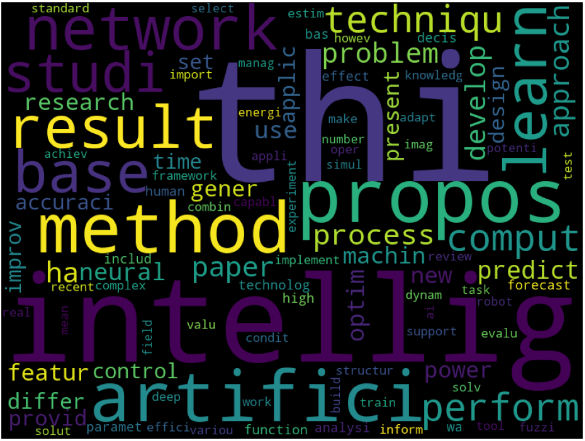 standard
select
estim
techniqu
network
bas
howev
decis
learn
approach
studi
set
problem
manag
effect
knowledg
import
thi
applic
develop
design
research
energi
present
make
adapt
result
use
number
imag
achiev
time
appli
oper
potenti
base
framework
simul
test
human
gener
capabl
experiment
propos
accuraci
combin
method
process
comput
improv
includ
implement
machin
review
ha
neural
paper
new
predict
recent
complex
technolog
optim
task
forecast
high
dynam
robot
real
mean
intellig
valu
ai
field
condit
support
evalu
featur
control
structur
power
differ
deep
artifici
build
solv
perform
work
train
provid
paramet
effici
solut
variou
function
analysi
inform
wa
tool
fuzzi